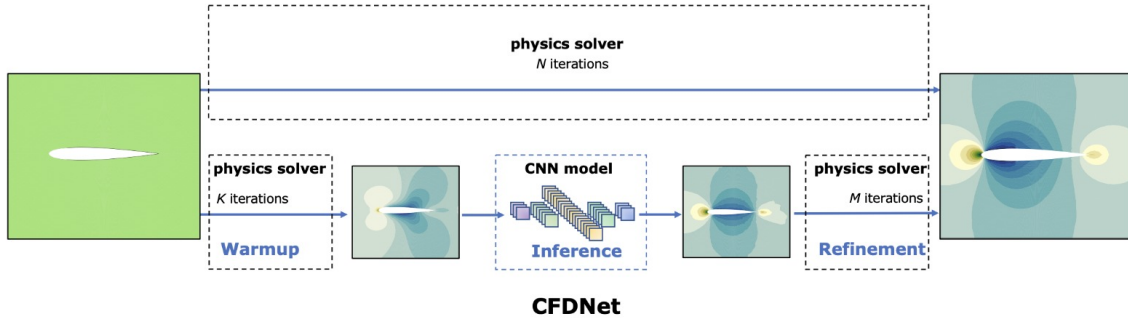 physics solver
N iterations
physics solver
K iterations
Warmup
CNN model
Inference
physics solver
M iterations
Refinement
CFDNet